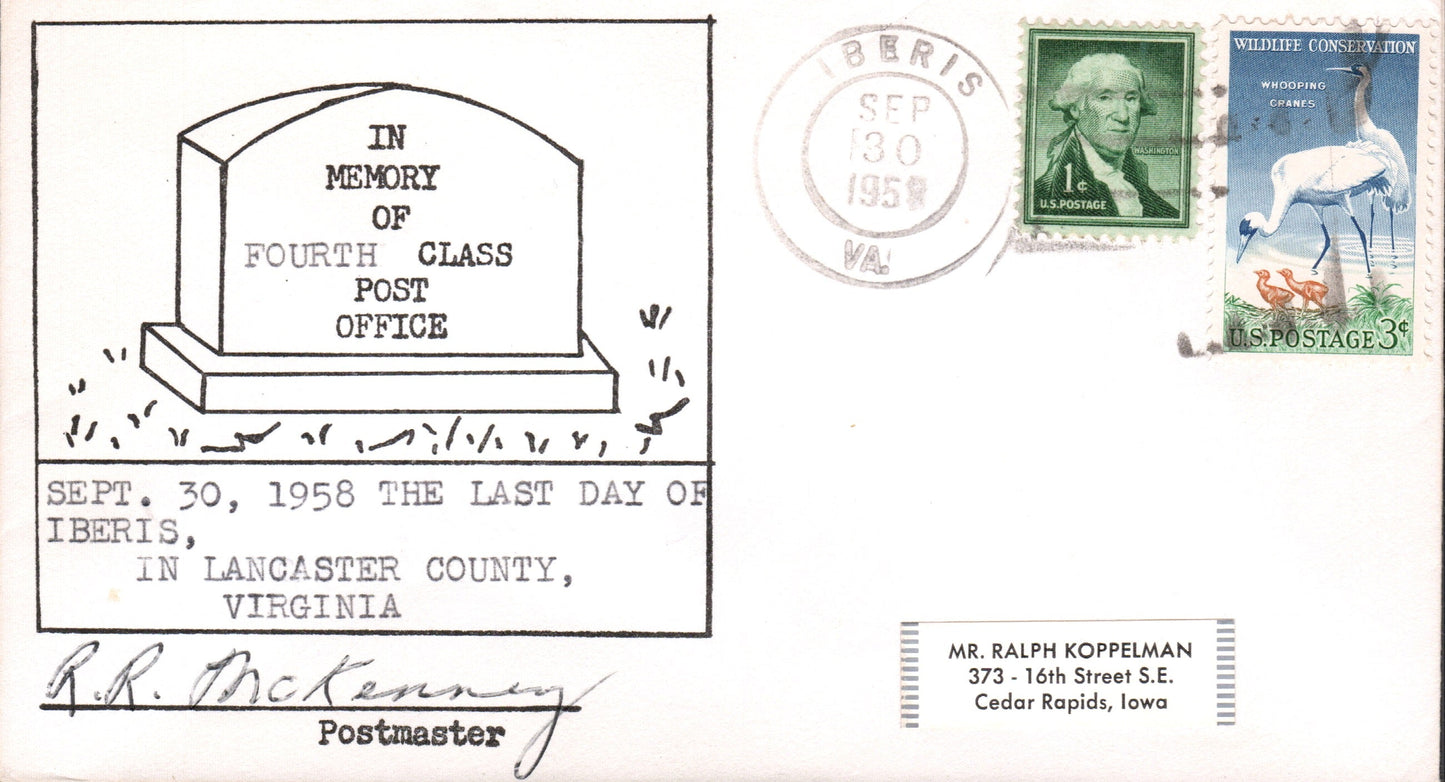 IN
MEMORY
OF
FOURTH CLASS
POST
OFFICE
SEPT. 30, 1958 THE LAST DAY OF
IBERIS,
IN LANCASTER COUNTY,
VIRGINIA
R.R. McKenney
Postmaster
IBERIS
SEP
30
1958
VA.
WASHINGTON
1¢
U.S. POSTAGE
WILDLIFE CONSERVATION
WHOOPING
CRANES
U.S. POSTAGE 3¢
MR. RALPH KOPPELMAN
373 - 16th Street S.E.
Cedar Rapids, Iowa